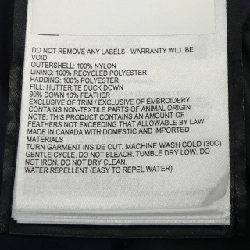 DO NOT REMOVE ANY LABELS WARRANTY WILL BE
VOID
OUTERSHELL: 100% NYLON
LINING: 100% RECYCLED POLYESTER
PADDING: 100% POLYESTER
FILL: HUTTERITE DUCK DOWN
90% DOWN 10% FEATHER
EXCLUSIVE OF TRIM / EXCLUSIVE OF EMBROIDERY
CONTAINS NON-TEXTILE PARTS OF ANIMAL ORIGIN
NOTE: THIS PRODUCT CONTAINS AN AMOUNT OF
FEATHERS NOT EXCEEDING THAT ALLOWABLE BY LAW
MADE IN CANADA WITH DOMESTIC AND IMPORTED
MATERIALS
TURN GARMENT INSIDE OUT, MACHINE WASH COLD (30C)
GENTLE CYCLE, DO NOT BLEACH, TUMBLE DRY LOW, DO
NOT IRON, DO NOT DRY CLEAN.
WATER REPELLENT (EASY TO REPEL WATER)